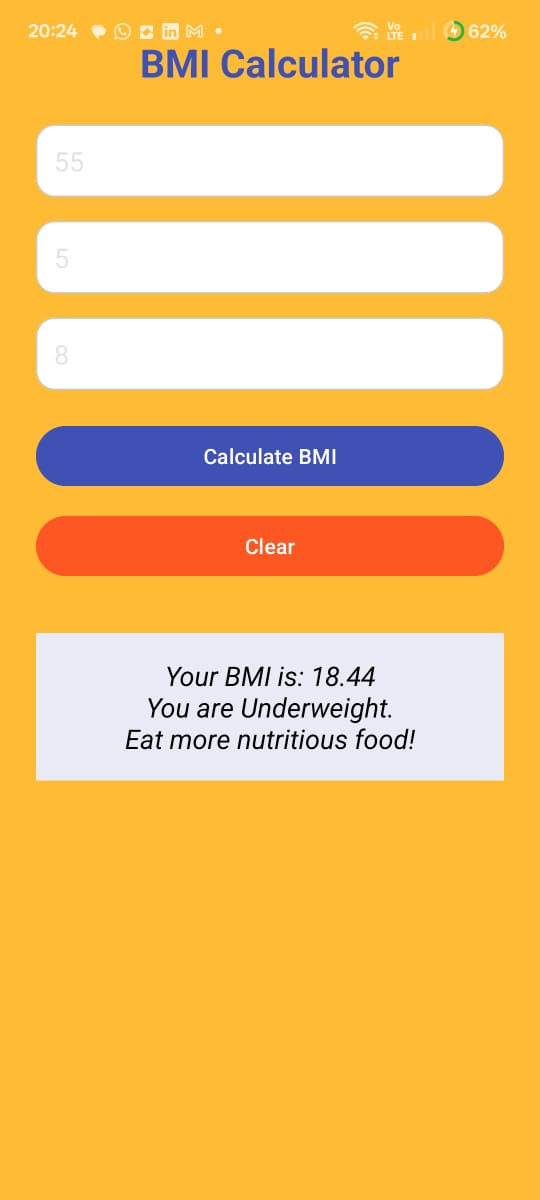 20:24 Vo LTE 62%
BMI Calculator
55
5
8
Calculate BMI
Clear
Your BMI is: 18.44
You are Underweight.
Eat more nutritious food!